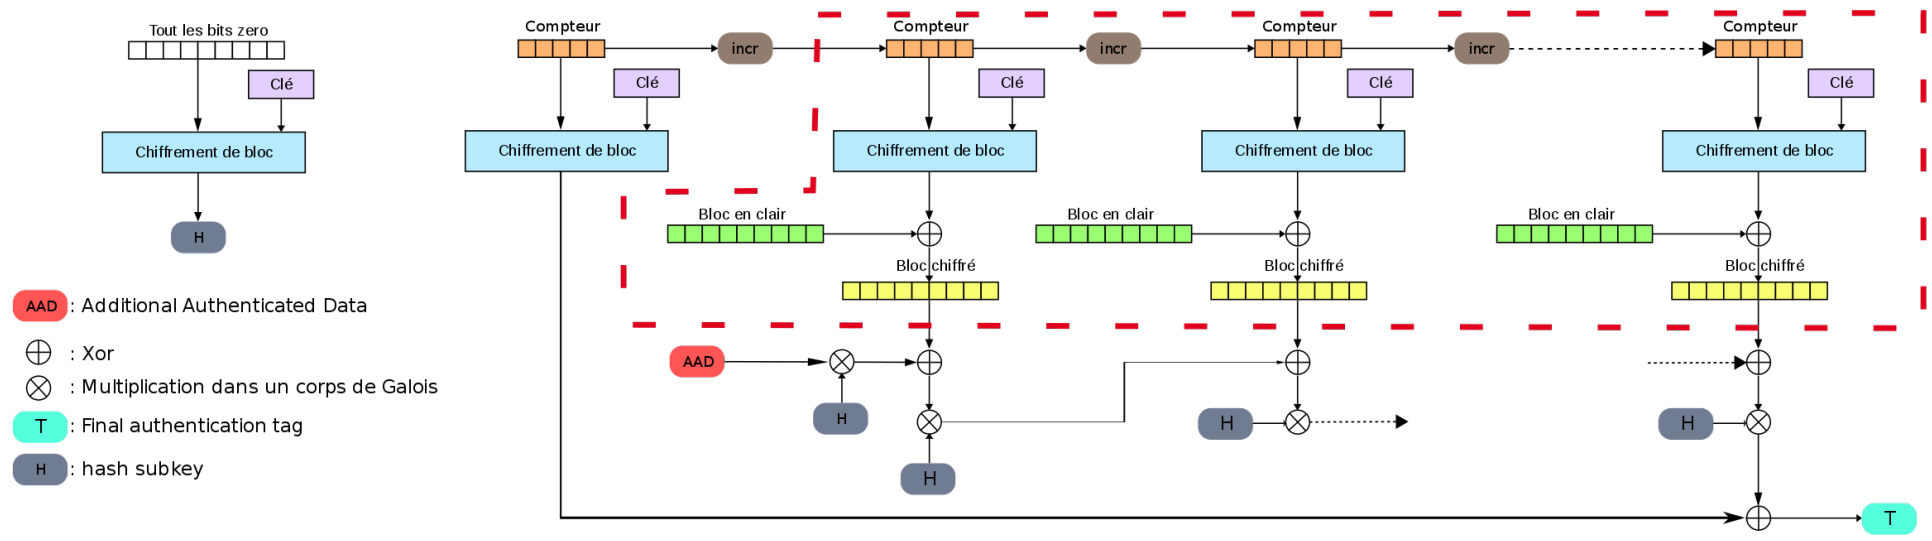 Tout les bits zero
Compteur
Compteur
Compteur
Compteur
incr
incr
incr
Clé
Clé
Clé
Clé
Clé
Chiffrement de bloc
Chiffrement de bloc
Chiffrement de bloc
Chiffrement de bloc
Chiffrement de bloc
H
Bloc en clair
Bloc en clair
Bloc en clair
Bloc chiffré
Bloc chiffré
Bloc chiffré
AAD : Additional Authenticated Data
: Xor
: Multiplication dans un corps de Galois
T : Final authentication tag
H : hash subkey
AAD
H
H
H
H
T